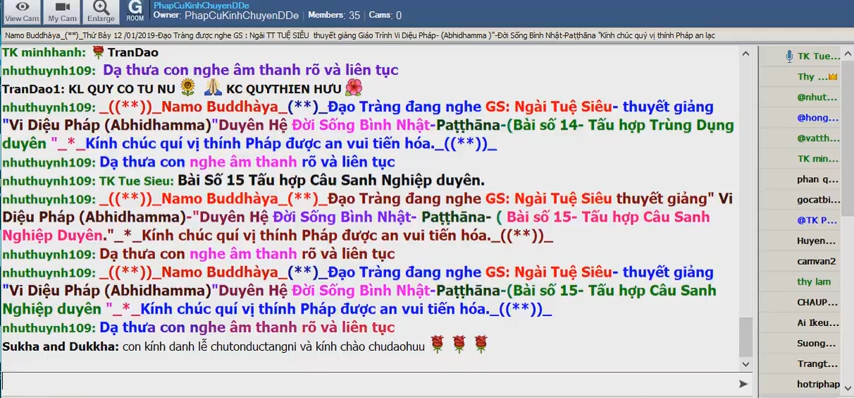 PhapCuKinhChuyenDDe
View Cam
My Cam
Enlarge
G
ROOM
Owner: PhapCuKinhChuyenDDe | Members: 35 | Cams: 0
Namo Buddhàya_(**)_Thứ Bảy 12 /01/2019-Đạo Tràng được nghe GS : Ngài TT TUỆ SIÊU thuyết giảng Giáo Trình Vi Diệu Pháp- (Abhidhamma )"-Đời Sống Bình Nhật-Paṭṭhāna "Kính chúc quý vị thính Pháp an lạc
TK minhhanh: TranDao
nhuthuynh109: Dạ thưa con nghe âm thanh rõ và liên tục
TranDao1: KL QUY CO TU NU KC QUYTHIEN HƯU
nhuthuynh109: _((**))_Namo Buddhàya_(**)_Đạo Tràng đang nghe GS: Ngài Tuệ Siêu- thuyết giảng
"Vi Diệu Pháp (Abhidhamma)"Duyên Hệ Đời Sống Bình Nhật-Paṭṭhāna-(Bài số 14- Tấu hợp Trùng Dụng
duyên "_*_Kính chúc quí vị thính Pháp được an vui tiến hóa._((**))_
nhuthuynh109: Dạ thưa con nghe âm thanh rõ và liên tục
nhuthuynh109: TK Tue Sieu: Bài Số 15 Tấu hợp Câu Sanh Nghiệp duyên.
nhuthuynh109: _((**))_Namo Buddhàya_(**)_Đạo Tràng đang nghe GS: Ngài Tuệ Siêu thuyết giảng" Vi
Diệu Pháp (Abhidhamma)-"Duyên Hệ Đời Sống Bình Nhật- Paṭṭhāna- ( Bài số 15- Tấu hợp Câu Sanh
Nghiệp Duyên."_*_Kính chúc quí vị thính Pháp được an vui tiến hóa._((**))_
nhuthuynh109: Dạ thưa con nghe âm thanh rõ và liên tục
nhuthuynh109: _((**))_Namo Buddhàya_(**)_Đạo Tràng đang nghe GS: Ngài Tuệ Siêu- thuyết giảng
"Vi Diệu Pháp (Abhidhamma)"Duyên Hệ Đời Sống Bình Nhật-Paṭṭhāna-(Bài số 15- Tấu hợp Câu Sanh
Nghiệp duyên "_*_Kính chúc quí vị thính Pháp được an vui tiến hóa._((**))_
nhuthuynh109: Dạ thưa con nghe âm thanh rõ và liên tục
Sukha and Dukkha: con kính danh lễ chutonductangni và kính chào chudaohuu
TK Tue...
Thy ...
@nhut...
@hong...
@vatth...
TK min...
phan q...
gocatbi...
@TK P...
Huyen...
camvan2
thy lam
CHAUP...
Ai Ikeu...
Suong...
Trangt...
hotriphap